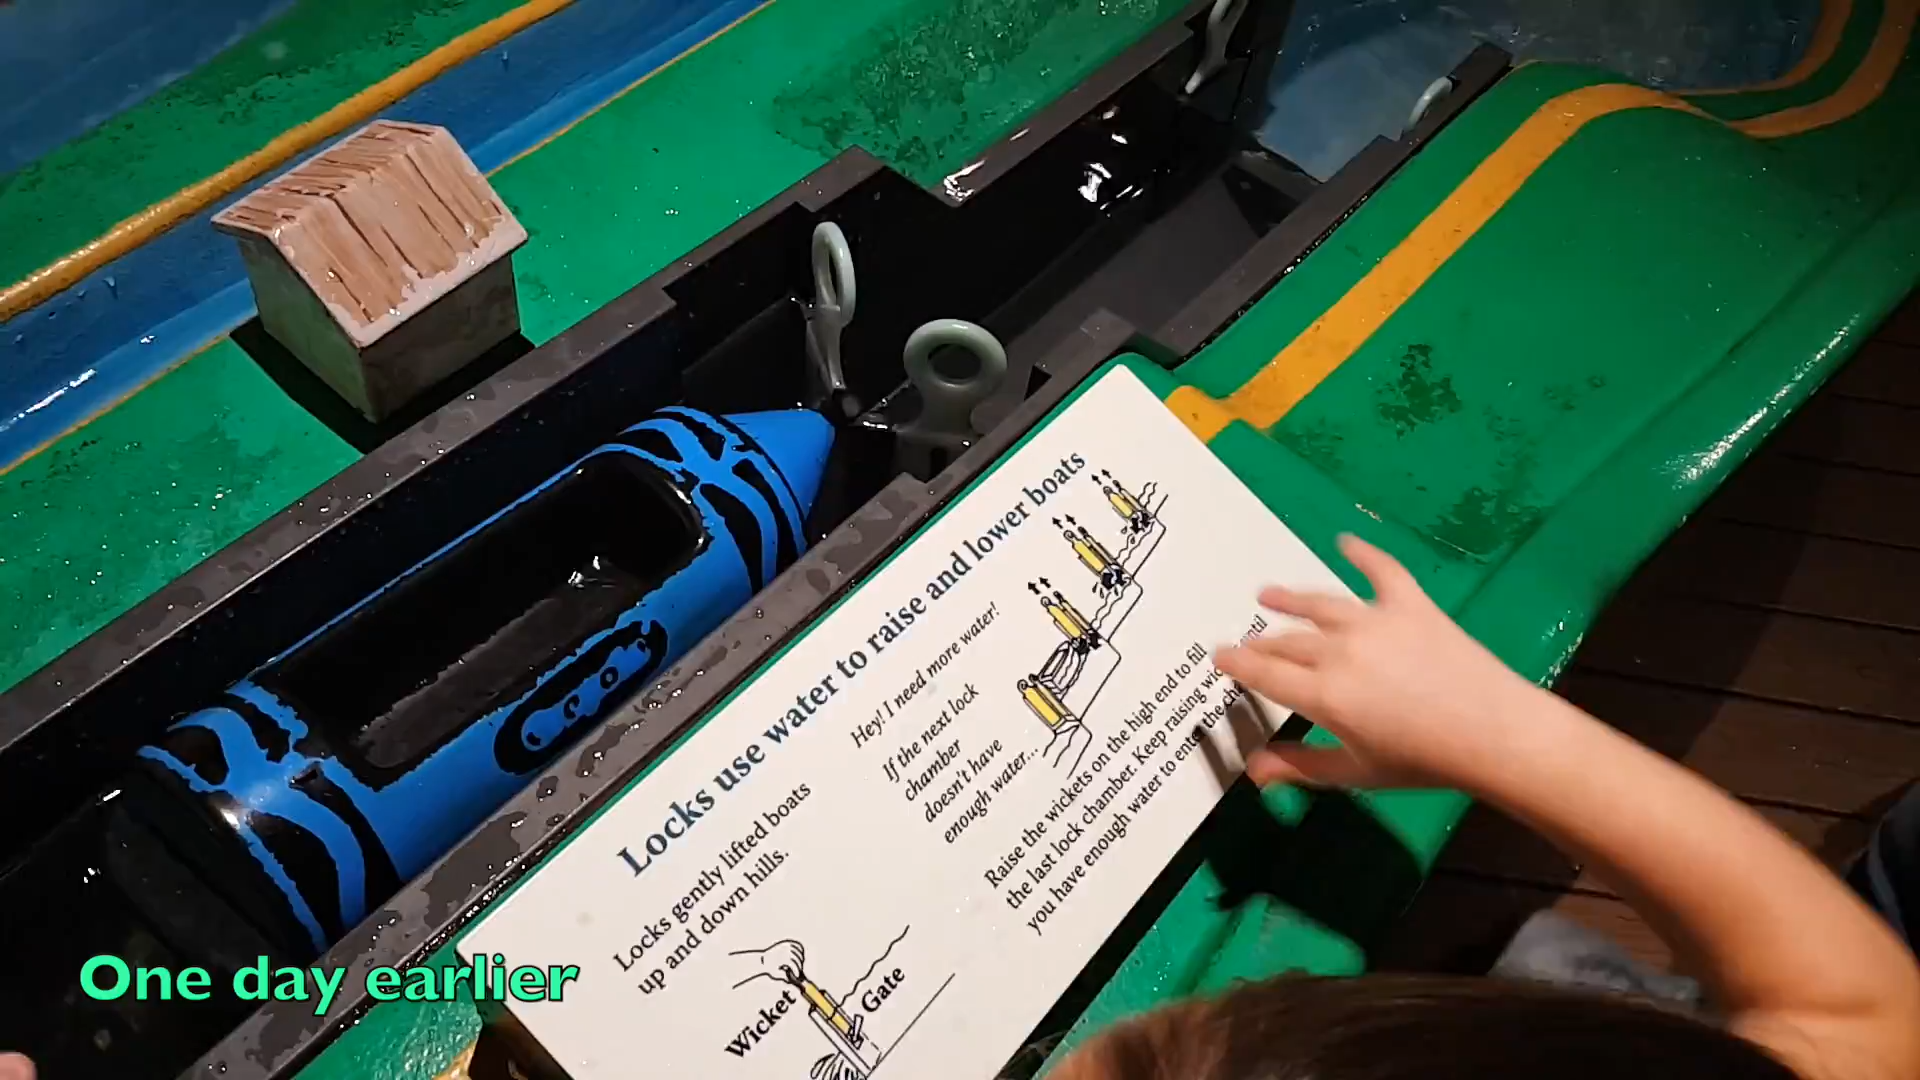 Locks use water to raise and lower boats
Locks gently lifted boats
up and down hills.
Wicket
Gate
Hey! I need more water!
If the next lock
chamber
doesn't have
enough water...
Raise the wickets on the high end to fill
the last lock chamber. Keep raising until
you have enough water to enter the
One day earlier